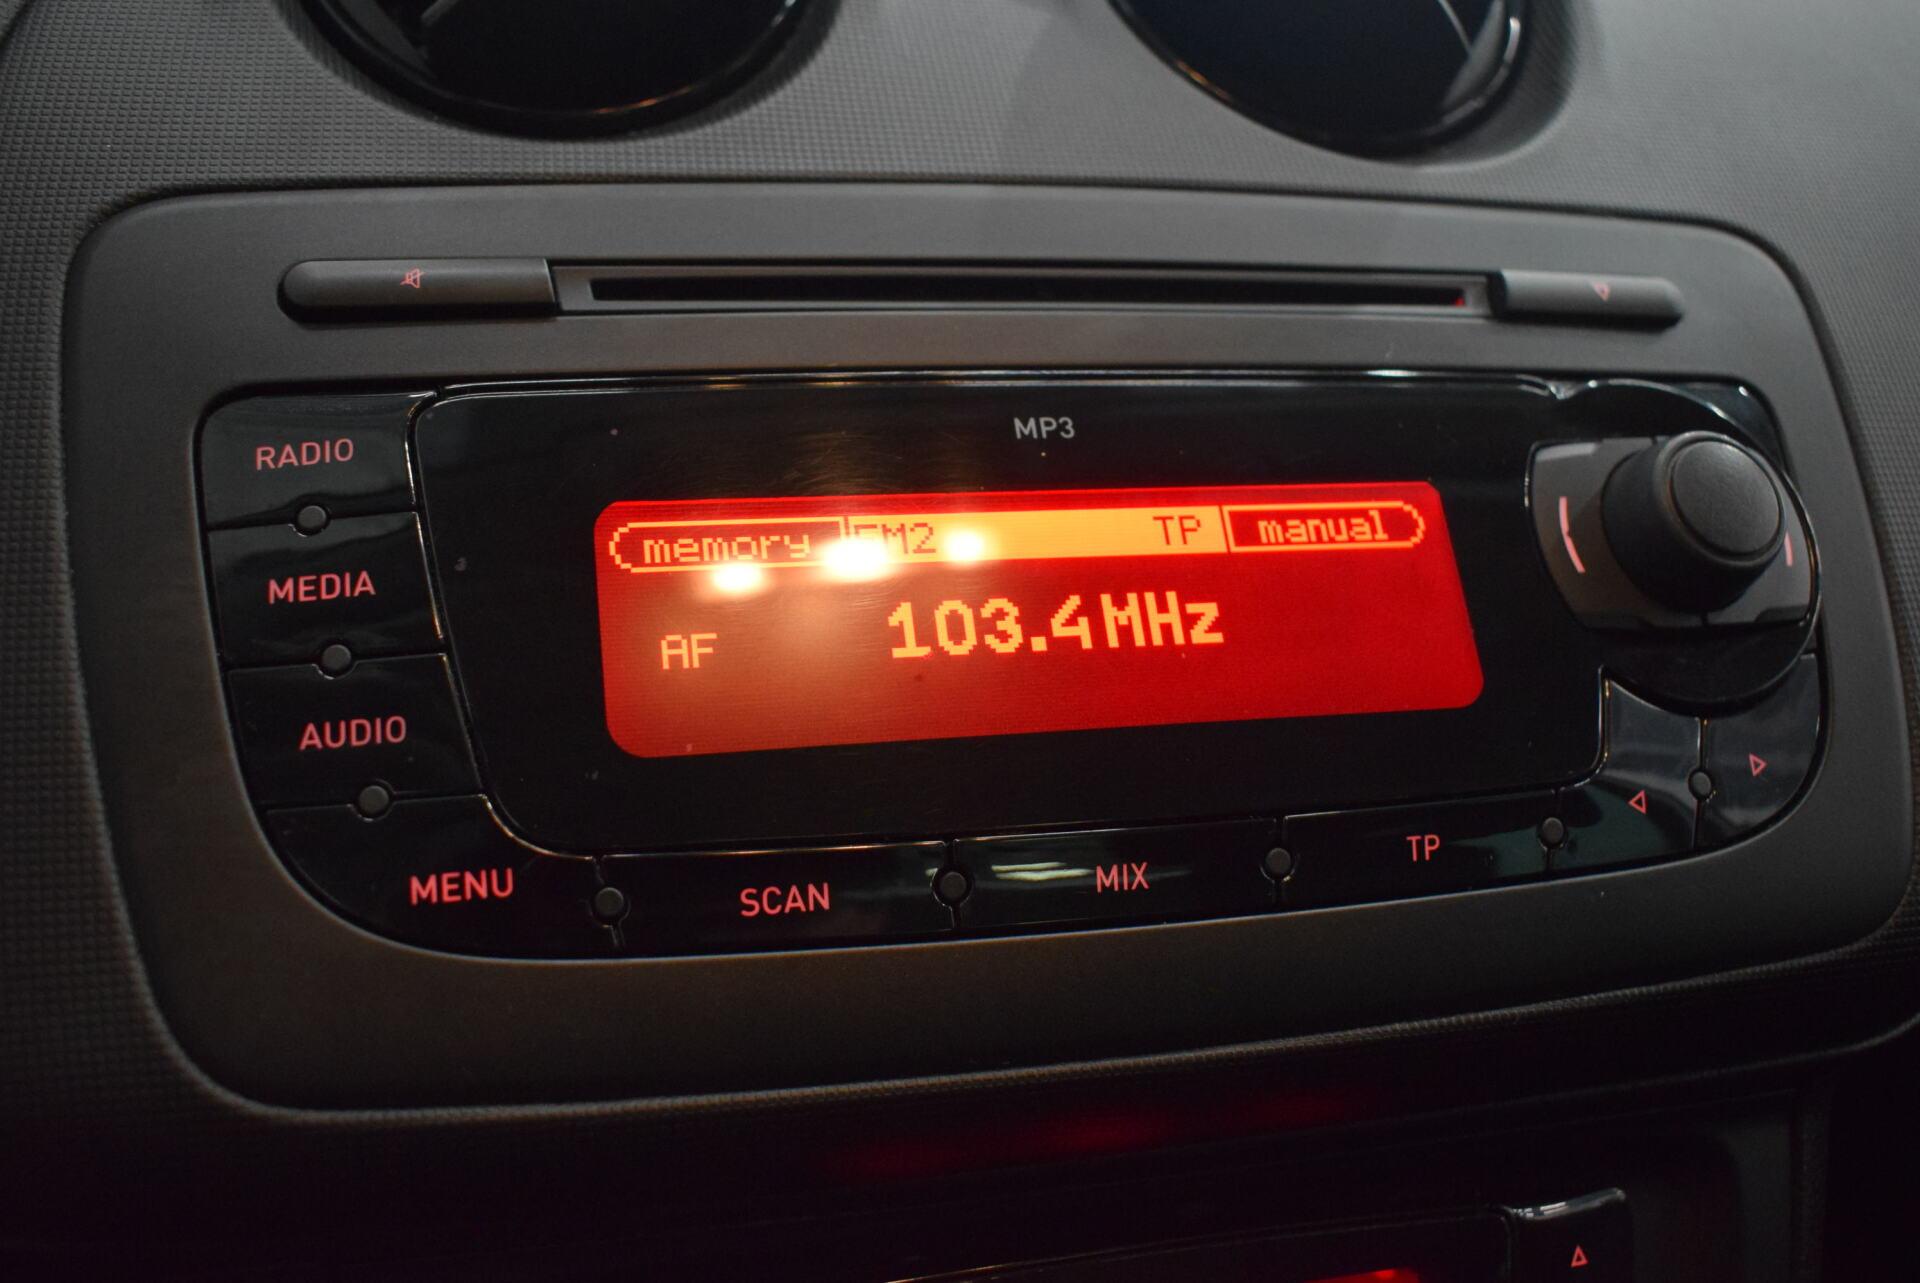 MP3
RADIO
memory FM2 TP manual
MEDIA
AF 103.4MHz
AUDIO
MENU SCAN MIX TP